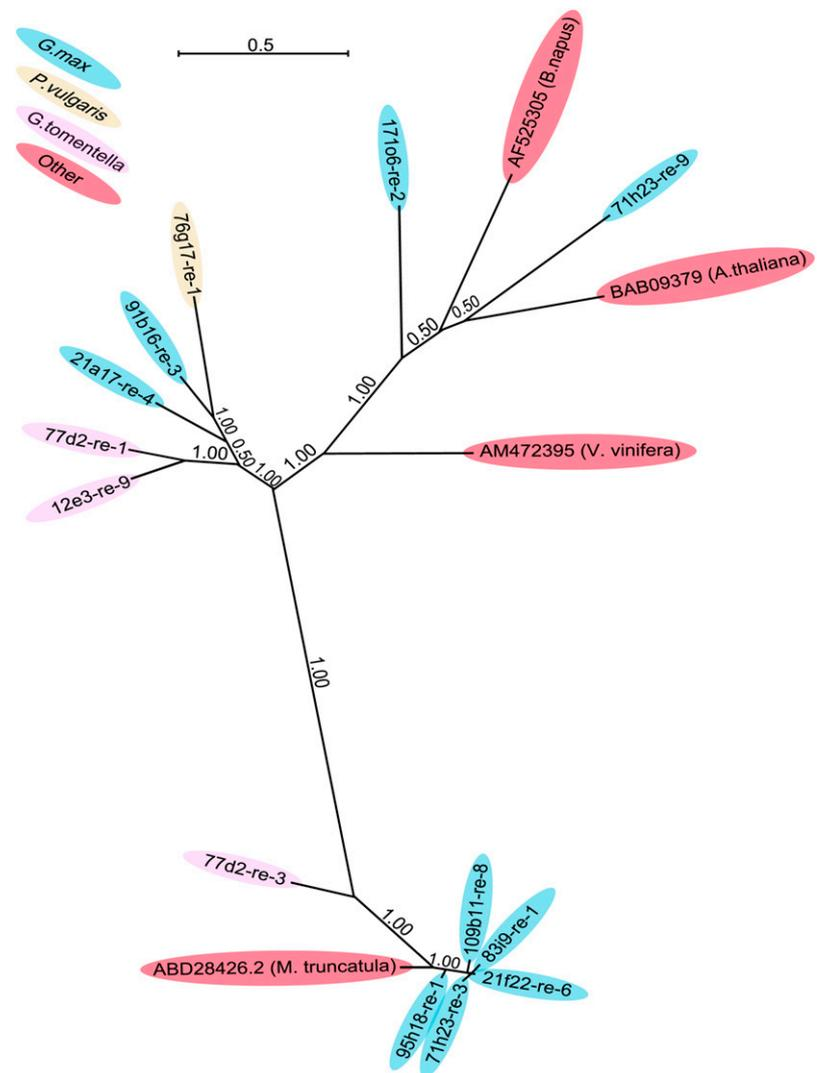 G.max
P.vulgaris
G.tomentella
Other
0.5
171o6-re-2
AF525305 (B.napus)
71h23-re-9
BAB09379 (A.thaliana)
0.50
0.50
1.00
76g17-re-1
91b16-re-3
21a17-re-4
77d2-re-1
12e3-re-9
1.00
0.50
1.00
1.00
1.00
AM472395 (V. vinifera)
1.00
77d2-re-3
1.00
ABD28426.2 (M. truncatula)
1.00
109b11-re-8
83i9-re-1
21f22-re-6
71h23-re-3
95h18-re-1